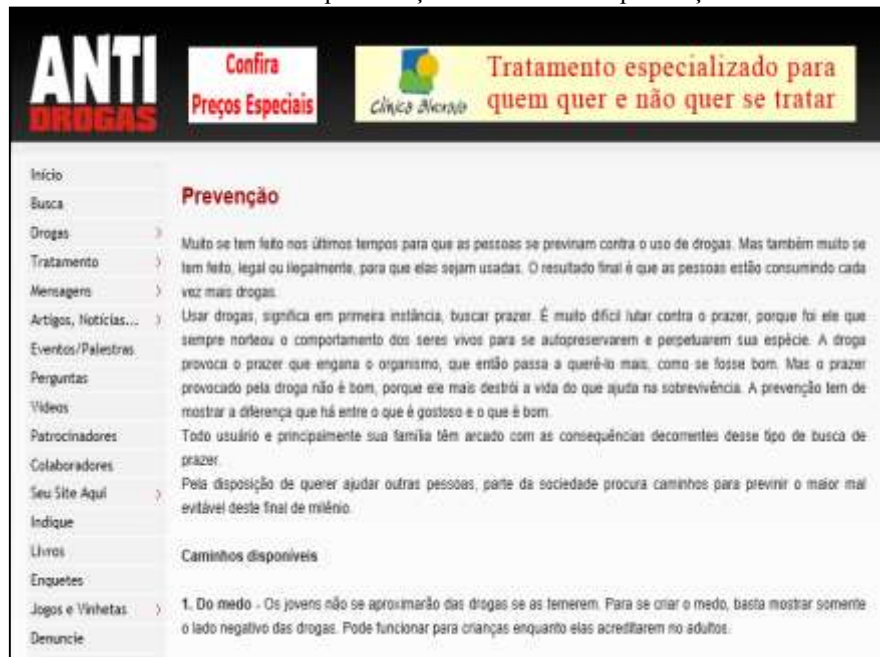 ANTI
DROGAS
Confira
Preços Especiais
Tratamento especializado para
quem quer e não quer se tratar
Início
Busca
Drogas
Tratamento
Mensagens
Artigos, Notícias...
Eventos/Palestras
Perguntas
Vídeos
Patrocinadores
Colaboradores
Seu Site Aqui
Indique
Livros
Enquetes
Jogos e Vinhetas
Denuncie
Prevenção
Muito se tem feito nos últimos tempos para que as pessoas se previnam contra o uso de drogas. Mas também muito se
tem feito, legal ou ilegalmente, para que elas sejam usadas. O resultado final é que as pessoas estão consumindo cada
vez mais drogas.
Usar drogas, significa em primeira instância, buscar prazer. É muito difícil lutar contra o prazer, porque foi ele que
sempre norteou o comportamento dos seres vivos para se autopreservarem e perpetuarem sua espécie. A droga
provoca o prazer que engana o organismo, que então passa a querê-lo mais, como se fosse bom. Mas o prazer
provocado pela droga não é bom, porque ele mais destrói a vida do que ajuda na sobrevivência. A prevenção tem de
mostrar a diferença que há entre o que é gostoso e o que é bom.
Todo usuário e principalmente sua família têm arcado com as consequências decorrentes desse tipo de busca de
prazer.
Pela disposição de querer ajudar outras pessoas, parte da sociedade procura caminhos para previnir o maior mal
evitável deste final de milênio.
Caminhos disponíveis
1. Do medo - Os jovens não se aproximarão das drogas se as temerem. Para se criar o medo, basta mostrar somente
o lado negativo das drogas. Pode funcionar para crianças enquanto elas acreditarem no adultos.